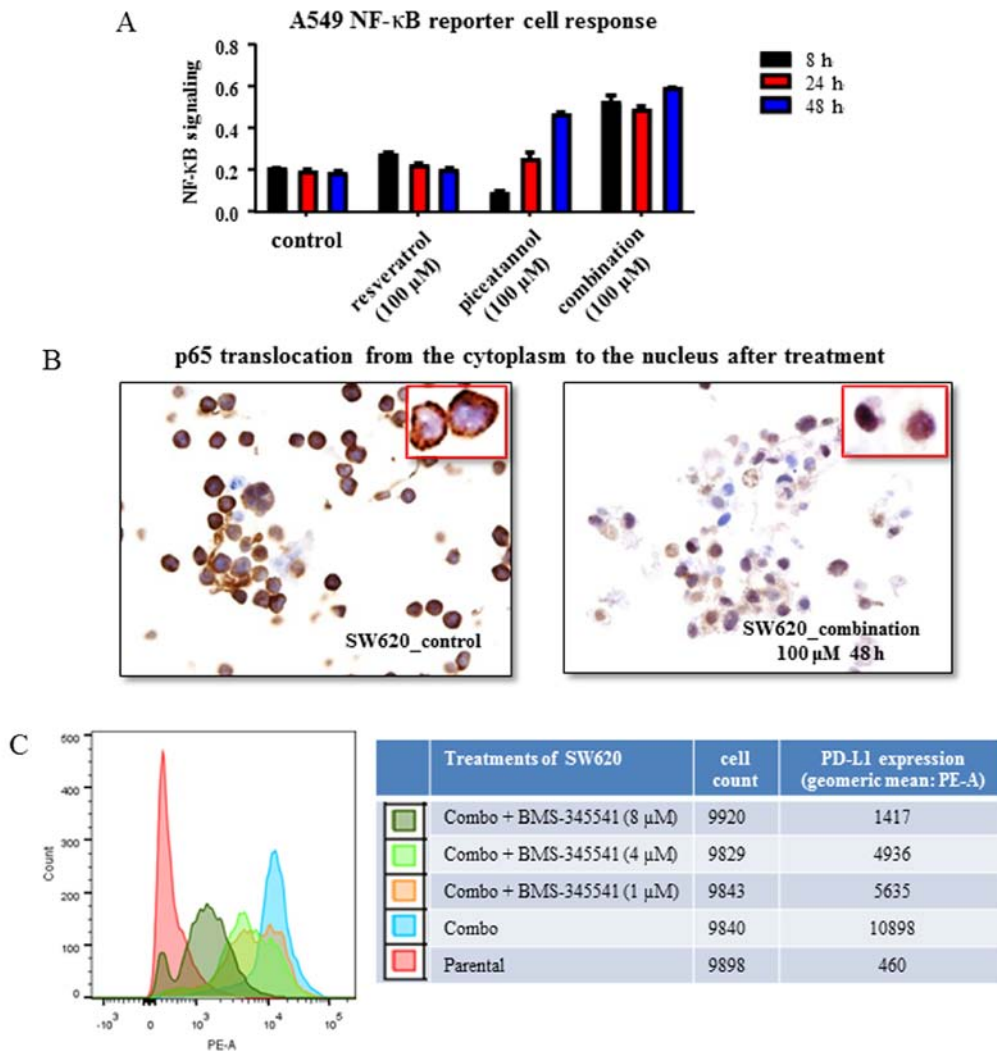 A
A549 NF-κB reporter cell response
NF-κB signaling
0.8
0.6
0.4
0.2
0.0
8 h
24 h
48 h
control
resveratrol
(100 µM)
piceatannol
(100 µM)
combination
(100 µM)
B
p65 translocation from the cytoplasm to the nucleus after treatment
SW620_control
SW620_combination
100 µM 48 h
C
Count
500
400
300
200
100
0
-10³ 0 10³ 10⁴ 10⁵
PE-A
Treatments of SW620
cell
count
PD-L1 expression
(geomeric mean: PE-A)
Combo + BMS-345541 (8 µM) 9920 1417
Combo + BMS-345541 (4 µM) 9829 4936
Combo + BMS-345541 (1 µM) 9843 5635
Combo 9840 10898
Parental 9898 460